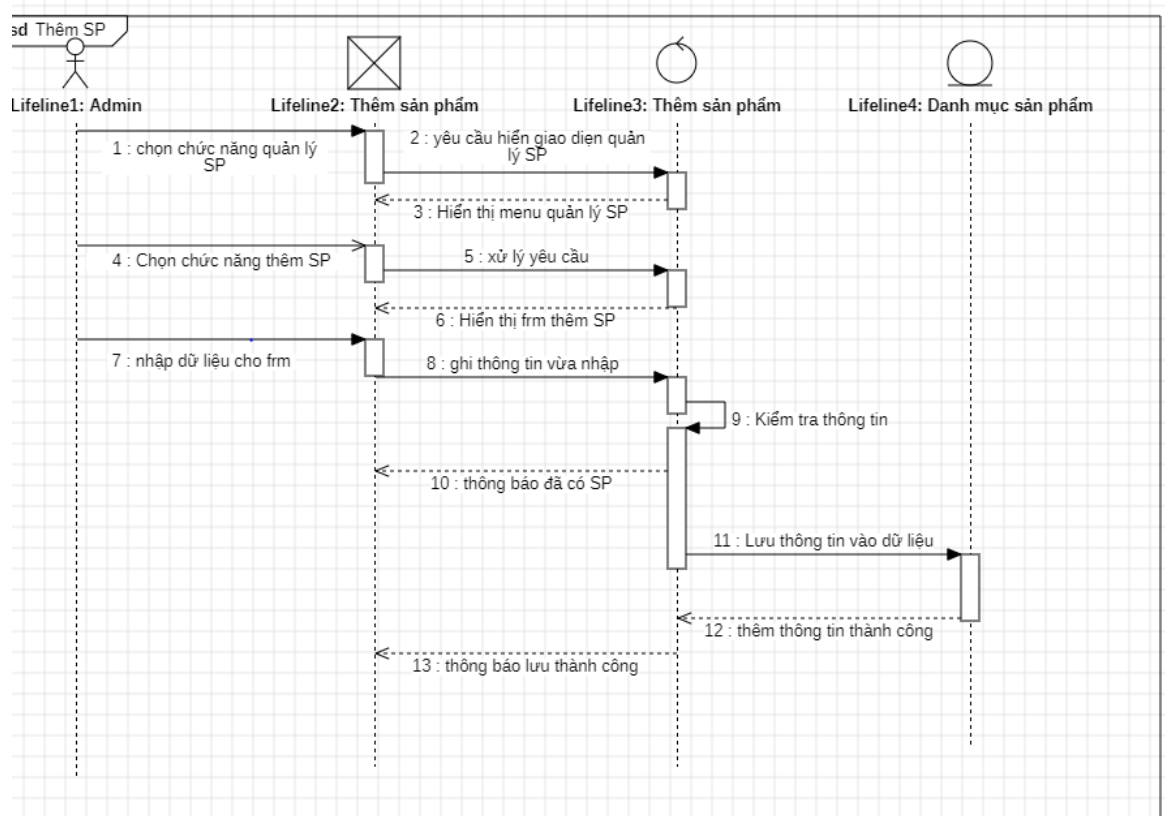 sd Thêm SP
Lifeline1: Admin
Lifeline2: Thêm sản phẩm
Lifeline3: Thêm sản phẩm
Lifeline4: Danh mục sản phẩm
1 : chọn chức năng quản lý
SP
2 : yêu cầu hiển giao diẹn quản
lý SP
3 : Hiển thị menu quản lý SP
4 : Chọn chức năng thêm SP
5 : xử lý yêu cầu
6 : Hiển thị frm thêm SP
7 : nhập dữ liệu cho frm
8 : ghi thông tin vừa nhập
9 : Kiểm tra thông tin
10 : thông báo đã có SP
11 : Lưu thông tin vào dữ liệu
12 : thêm thông tin thành công
13 : thông báo lưu thành công